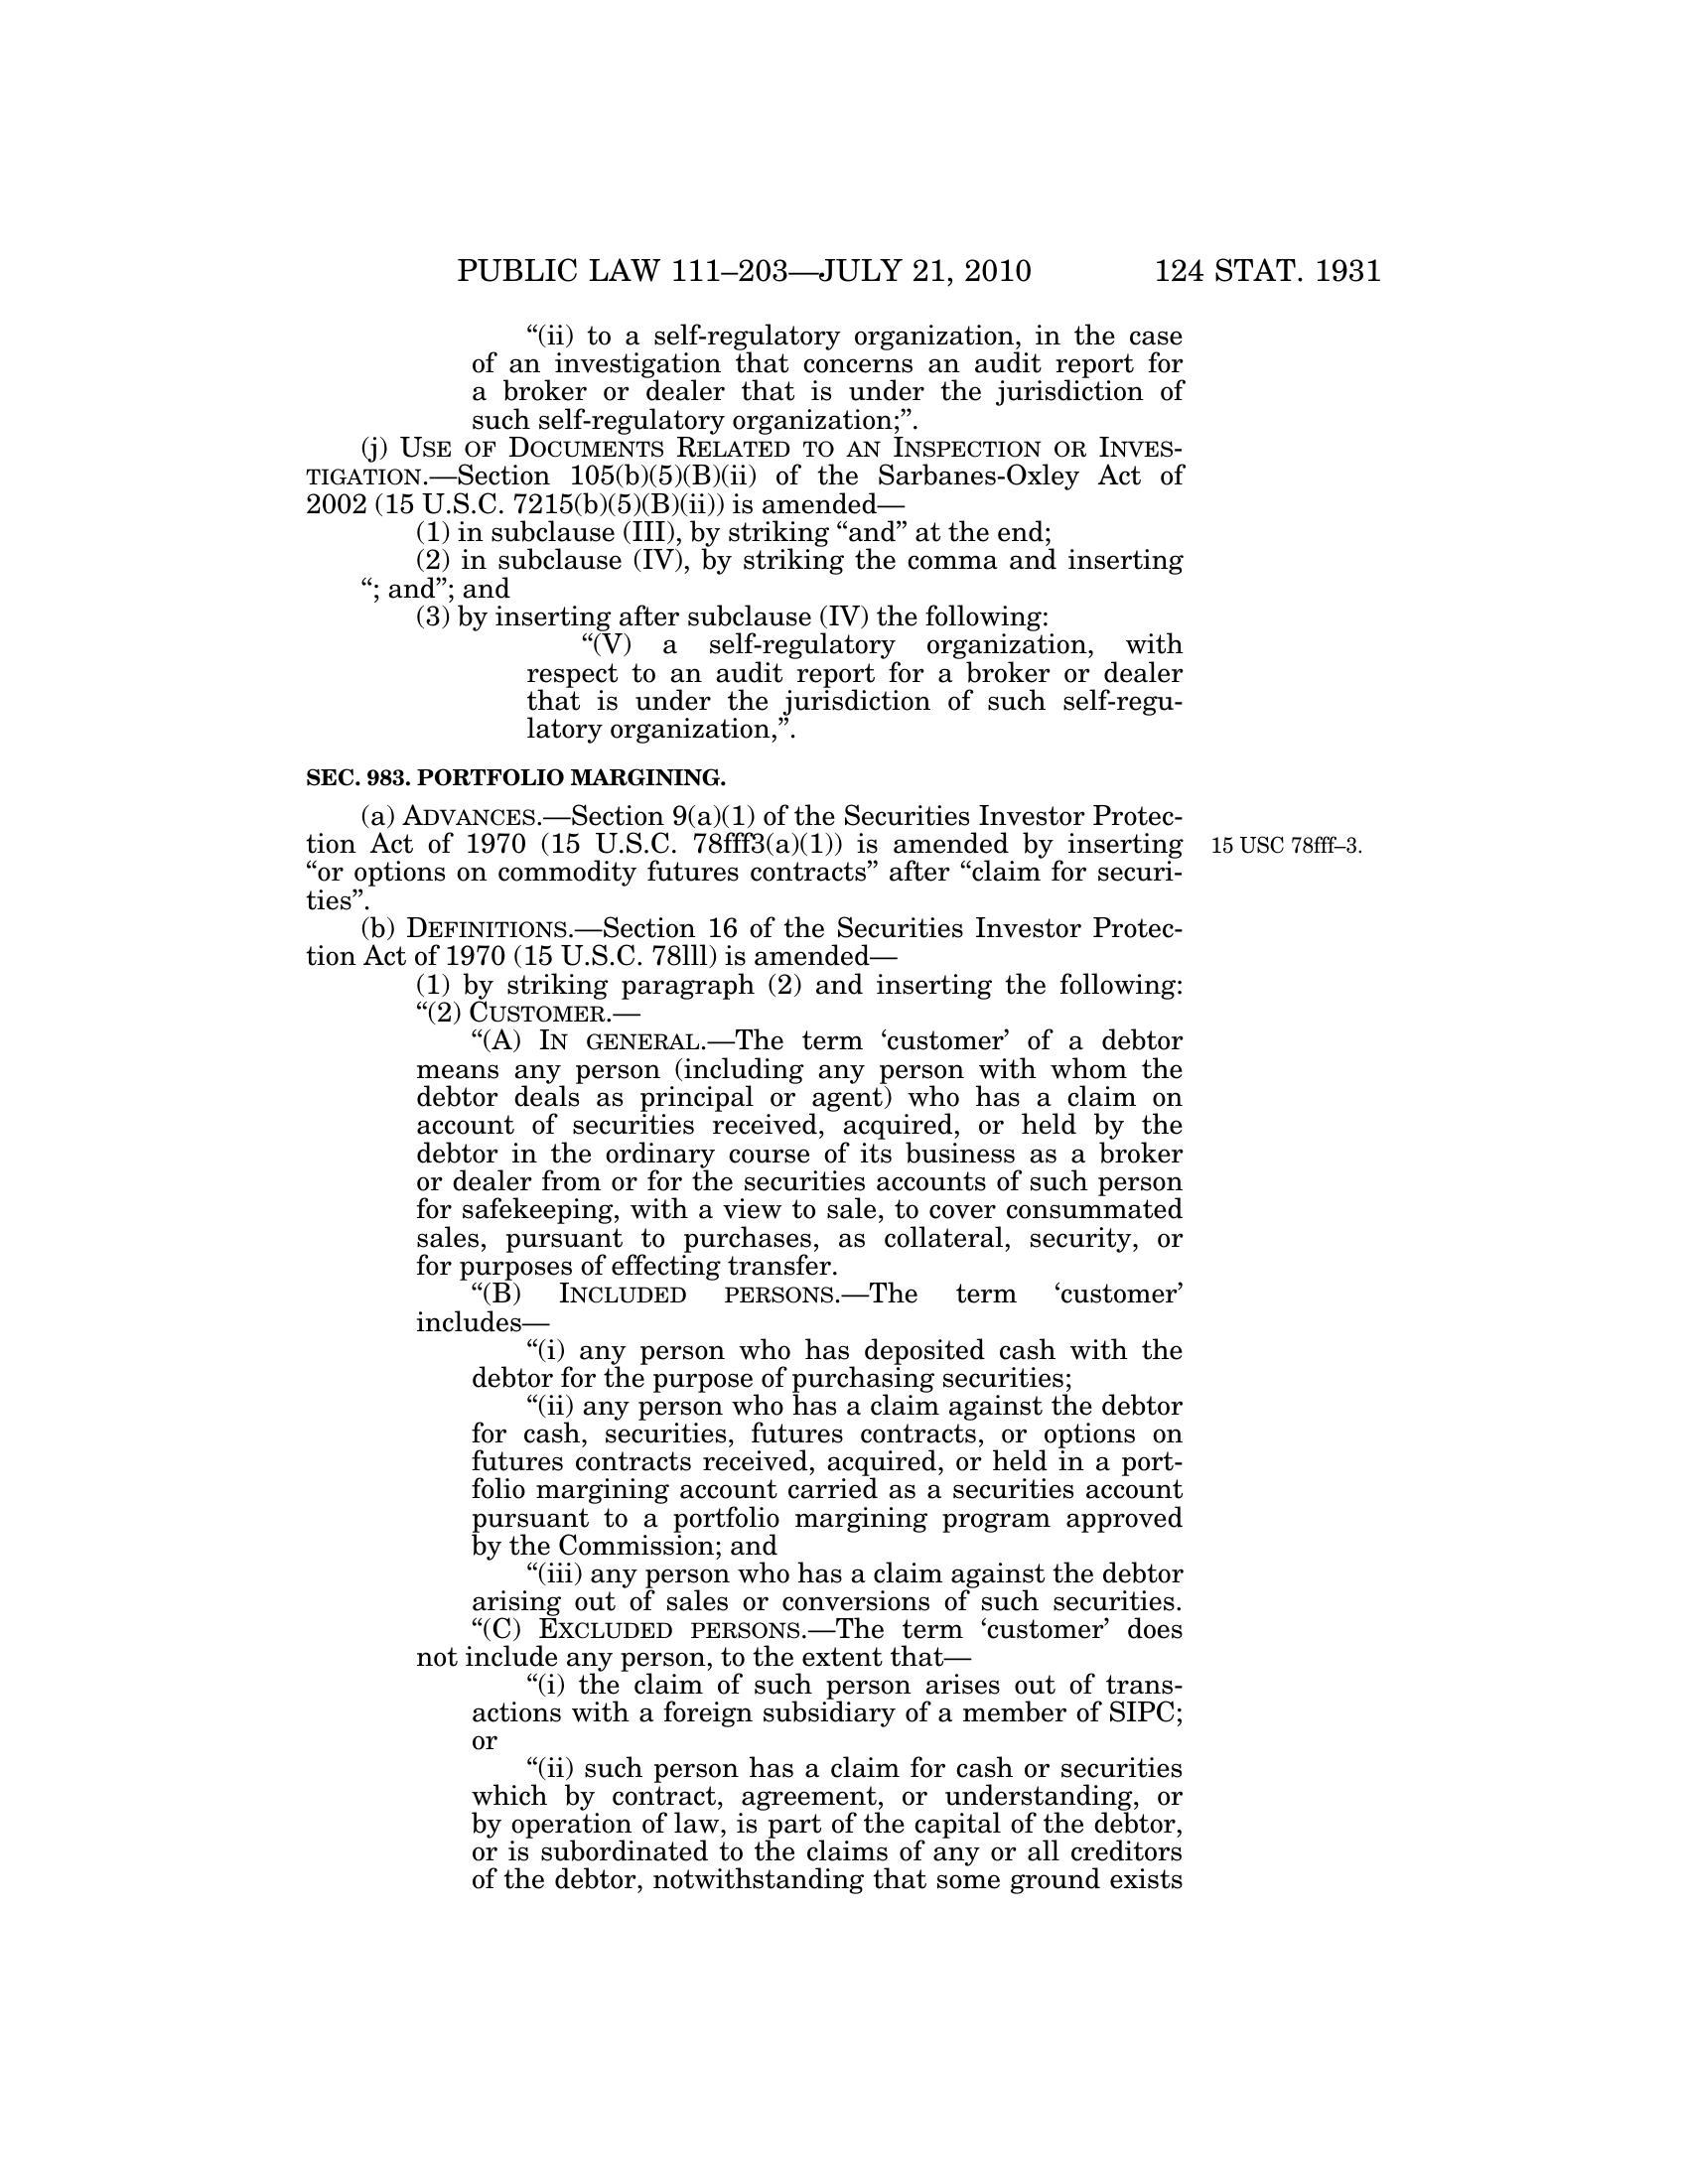 PUBLIC LAW 111–203—JULY 21, 2010 124 STAT. 1931
“(ii) to a self-regulatory organization, in the case
of an investigation that concerns an audit report for
a broker or dealer that is under the jurisdiction of
such self-regulatory organization;”.
(j) USE OF DOCUMENTS RELATED TO AN INSPECTION OR INVES-
TIGATION.—Section 105(b)(5)(B)(ii) of the Sarbanes-Oxley Act of
2002 (15 U.S.C. 7215(b)(5)(B)(ii)) is amended—
(1) in subclause (III), by striking “and” at the end;
(2) in subclause (IV), by striking the comma and inserting
“; and”; and
(3) by inserting after subclause (IV) the following:
“(V) a self-regulatory organization, with
respect to an audit report for a broker or dealer
that is under the jurisdiction of such self-regu-
latory organization,”.
SEC. 983. PORTFOLIO MARGINING.
(a) ADVANCES.—Section 9(a)(1) of the Securities Investor Protec-
tion Act of 1970 (15 U.S.C. 78fff3(a)(1)) is amended by inserting
15 USC 78fff–3.
“or options on commodity futures contracts” after “claim for securi-
ties”.
(b) DEFINITIONS.—Section 16 of the Securities Investor Protec-
tion Act of 1970 (15 U.S.C. 78lll) is amended—
(1) by striking paragraph (2) and inserting the following:
“(2) CUSTOMER.—
“(A) IN GENERAL.—The term ‘customer’ of a debtor
means any person (including any person with whom the
debtor deals as principal or agent) who has a claim on
account of securities received, acquired, or held by the
debtor in the ordinary course of its business as a broker
or dealer from or for the securities accounts of such person
for safekeeping, with a view to sale, to cover consummated
sales, pursuant to purchases, as collateral, security, or
for purposes of effecting transfer.
“(B) INCLUDED PERSONS.—The term ‘customer’
includes—
“(i) any person who has deposited cash with the
debtor for the purpose of purchasing securities;
“(ii) any person who has a claim against the debtor
for cash, securities, futures contracts, or options on
futures contracts received, acquired, or held in a port-
folio margining account carried as a securities account
pursuant to a portfolio margining program approved
by the Commission; and
“(iii) any person who has a claim against the debtor
arising out of sales or conversions of such securities.
“(C) EXCLUDED PERSONS.—The term ‘customer’ does
not include any person, to the extent that—
“(i) the claim of such person arises out of trans-
actions with a foreign subsidiary of a member of SIPC;
or
“(ii) such person has a claim for cash or securities
which by contract, agreement, or understanding, or
by operation of law, is part of the capital of the debtor,
or is subordinated to the claims of any or all creditors
of the debtor, notwithstanding that some ground exists